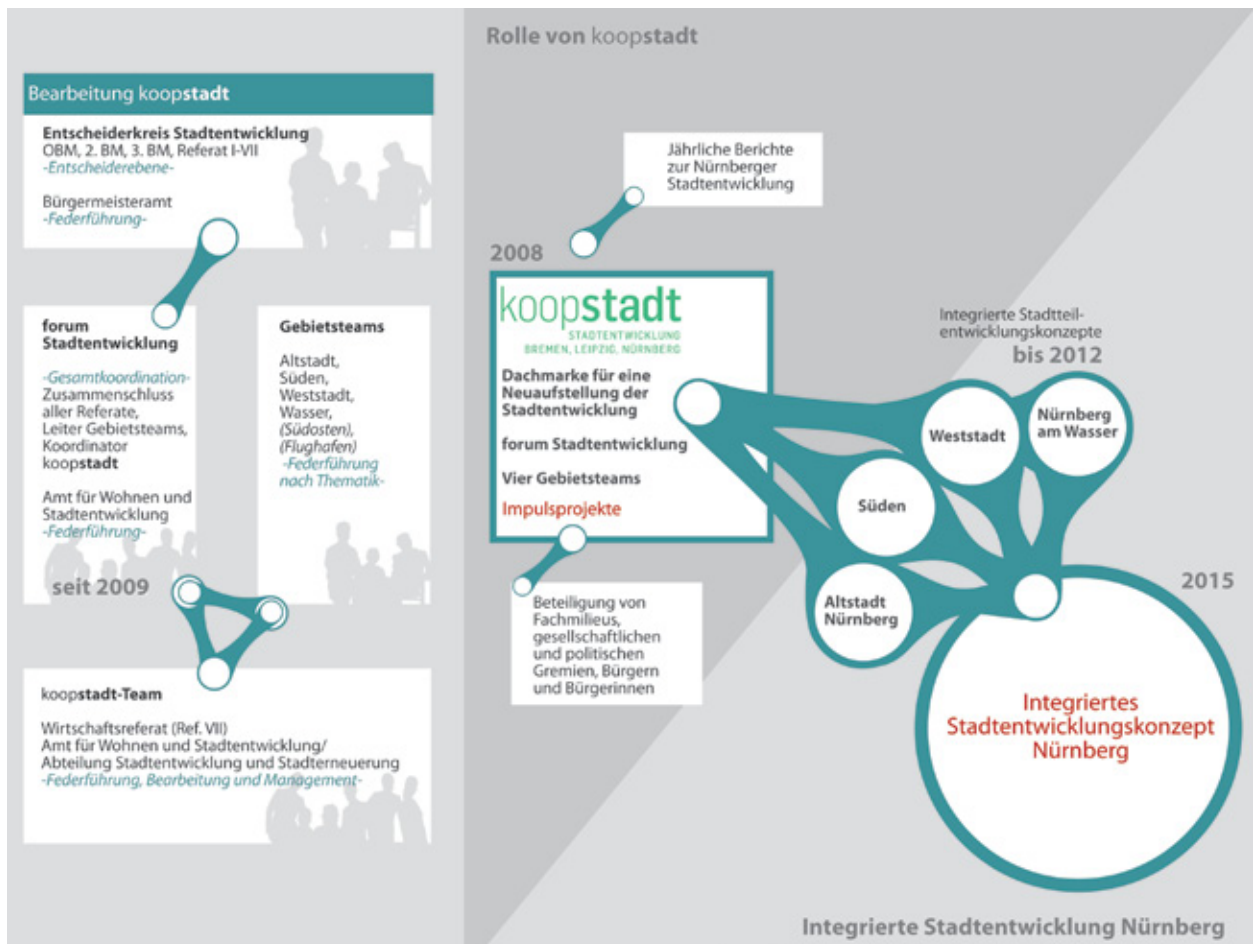 Rolle von koopstadt
Bearbeitung koopstadt
Entscheiderkreis Stadtentwicklung
OBM, 2. BM, 3. BM, Referat I-VII
-Entscheiderebene-
Bürgermeisteramt
-Federführung-
forum
Stadtentwicklung
-Gesamtkoordination-
Zusammenschluss
aller Referate,
Leiter Gebietsteams,
Koordinator
koopstadt
Amt für Wohnen und
Stadtentwicklung
-Federführung-
seit 2009
Gebietsteams
Altstadt,
Süden,
Weststadt,
Wasser,
(Südosten),
(Flughafen)
-Federführung
nach Thematik-
koopstadt-Team
Wirtschaftsreferat (Ref. VII)
Amt für Wohnen und Stadtentwicklung/
Abteilung Stadtentwicklung und Stadterneuerung
-Federführung, Bearbeitung und Management-
Jährliche Berichte
zur Nürnberger
Stadtentwicklung
2008
koopstadt
STADTENTWICKLUNG
BREMEN, LEIPZIG, NÜRNBERG
Dachmarke für eine
Neuaufstellung der
Stadtentwicklung
forum Stadtentwicklung
Vier Gebietsteams
Impulsprojekte
Beteiligung von
Fachmilieus,
gesellschaftlichen
und politischen
Gremien, Bürgern
und Bürgerinnen
Integrierte Stadtteil-
entwicklungskonzepte
bis 2012
Weststadt
Nürnberg
am Wasser
Süden
Altstadt
Nürnberg
2015
Integriertes
Stadtentwicklungskonzept
Nürnberg
Integrierte Stadtentwicklung Nürnberg